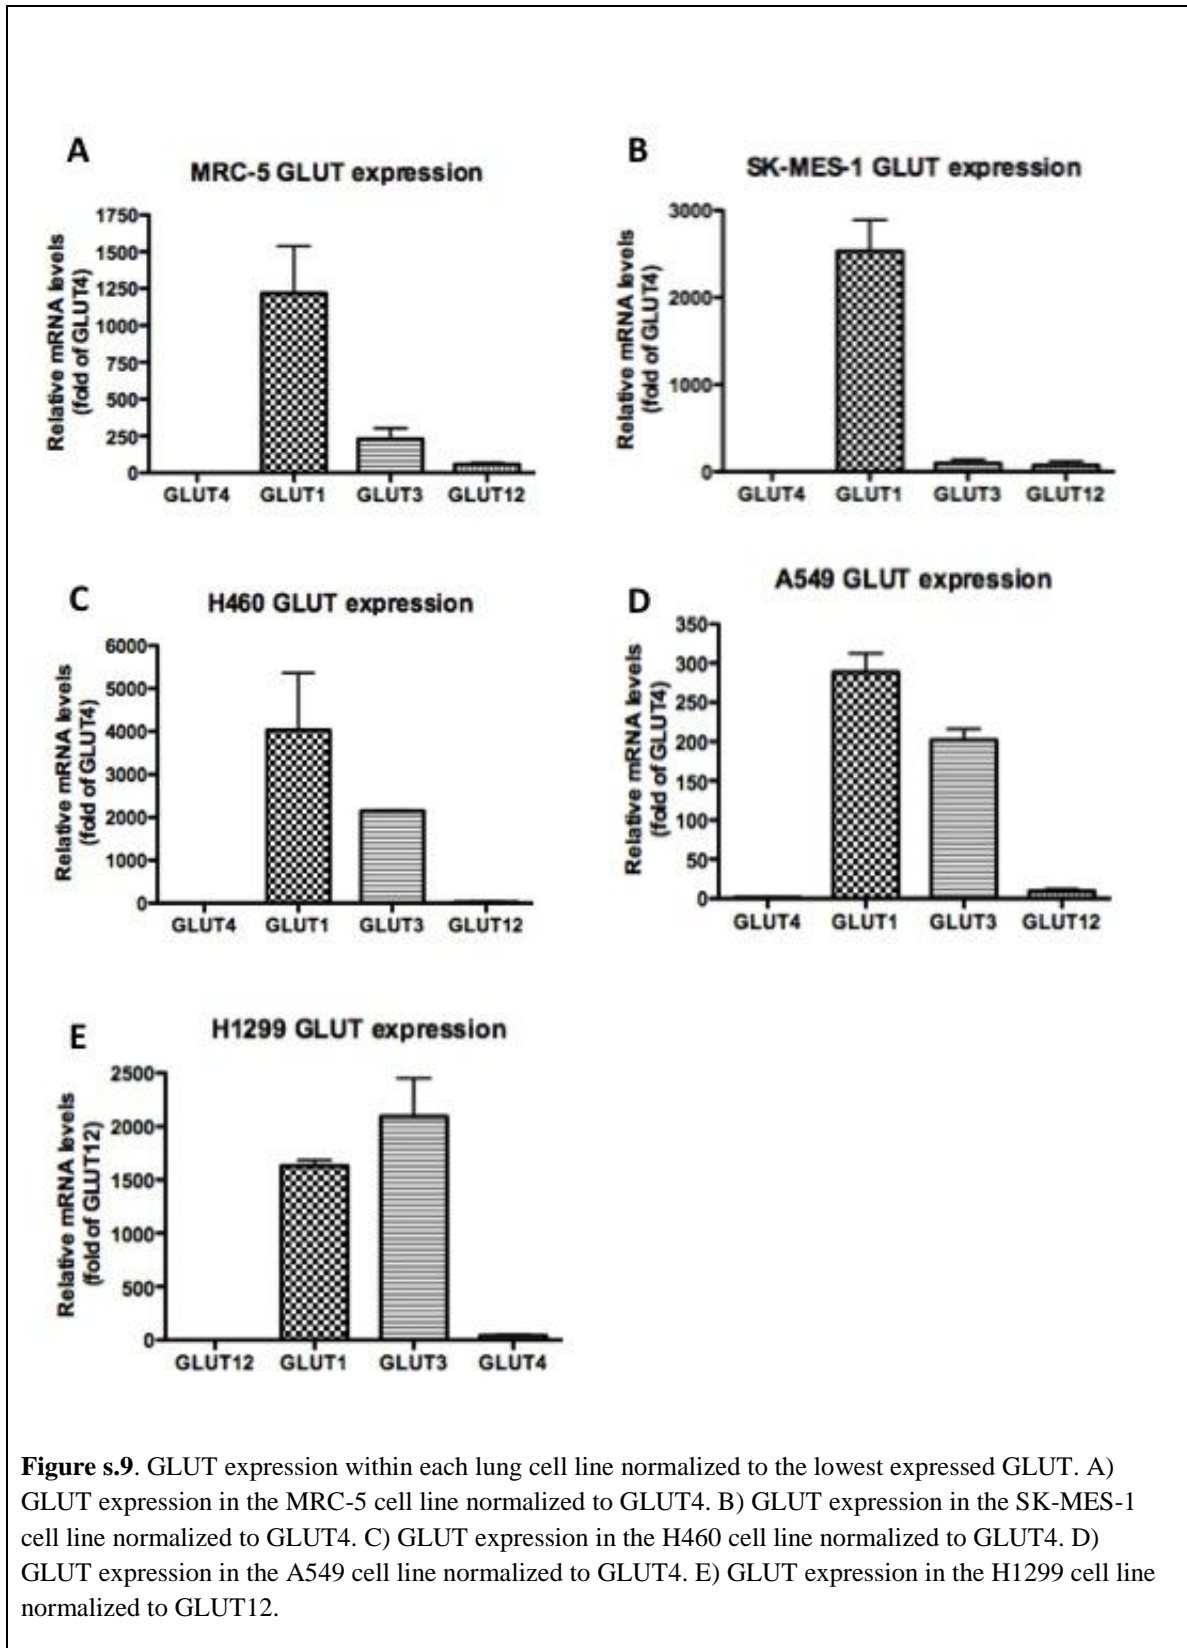 A
MRC-5 GLUT expression
Relative mRNA levels
(fold of GLUT4)
1750
1500
1250
1000
750
500
250
0
GLUT4 GLUT1 GLUT3 GLUT12
B
SK-MES-1 GLUT expression
Relative mRNA levels
(fold of GLUT4)
3000
2000
1000
0
GLUT4 GLUT1 GLUT3 GLUT12
C
H460 GLUT expression
Relative mRNA levels
(fold of GLUT4)
6000
5000
4000
3000
2000
1000
0
GLUT4 GLUT1 GLUT3 GLUT12
D
A549 GLUT expression
Relative mRNA levels
(fold of GLUT4)
350
300
250
200
150
100
50
0
GLUT4 GLUT1 GLUT3 GLUT12
E
H1299 GLUT expression
Relative mRNA levels
(fold of GLUT12)
2500
2000
1500
1000
500
0
GLUT12 GLUT1 GLUT3 GLUT4
Figure s.9. GLUT expression within each lung cell line normalized to the lowest expressed GLUT. A)
GLUT expression in the MRC-5 cell line normalized to GLUT4. B) GLUT expression in the SK-MES-1
cell line normalized to GLUT4. C) GLUT expression in the H460 cell line normalized to GLUT4. D)
GLUT expression in the A549 cell line normalized to GLUT4. E) GLUT expression in the H1299 cell line
normalized to GLUT12.